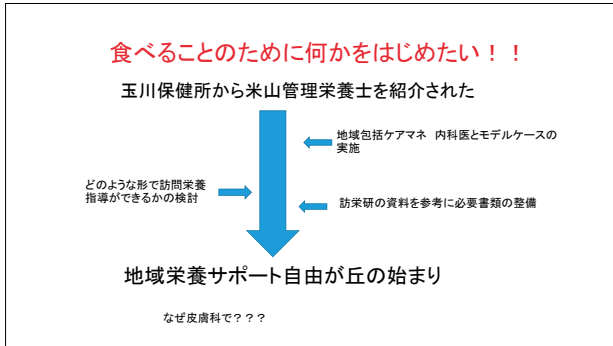 食べることのために何かをはじめたい！！
玉川保健所から米山管理栄養士を紹介された
地域包括ケアマネ　内科医とモデルケースの
実施
どのような形で訪問栄養
指導ができるかの検討
訪栄研の資料を参考に必要書類の整備
地域栄養サポート自由が丘の始まり
なぜ皮膚科で？？？